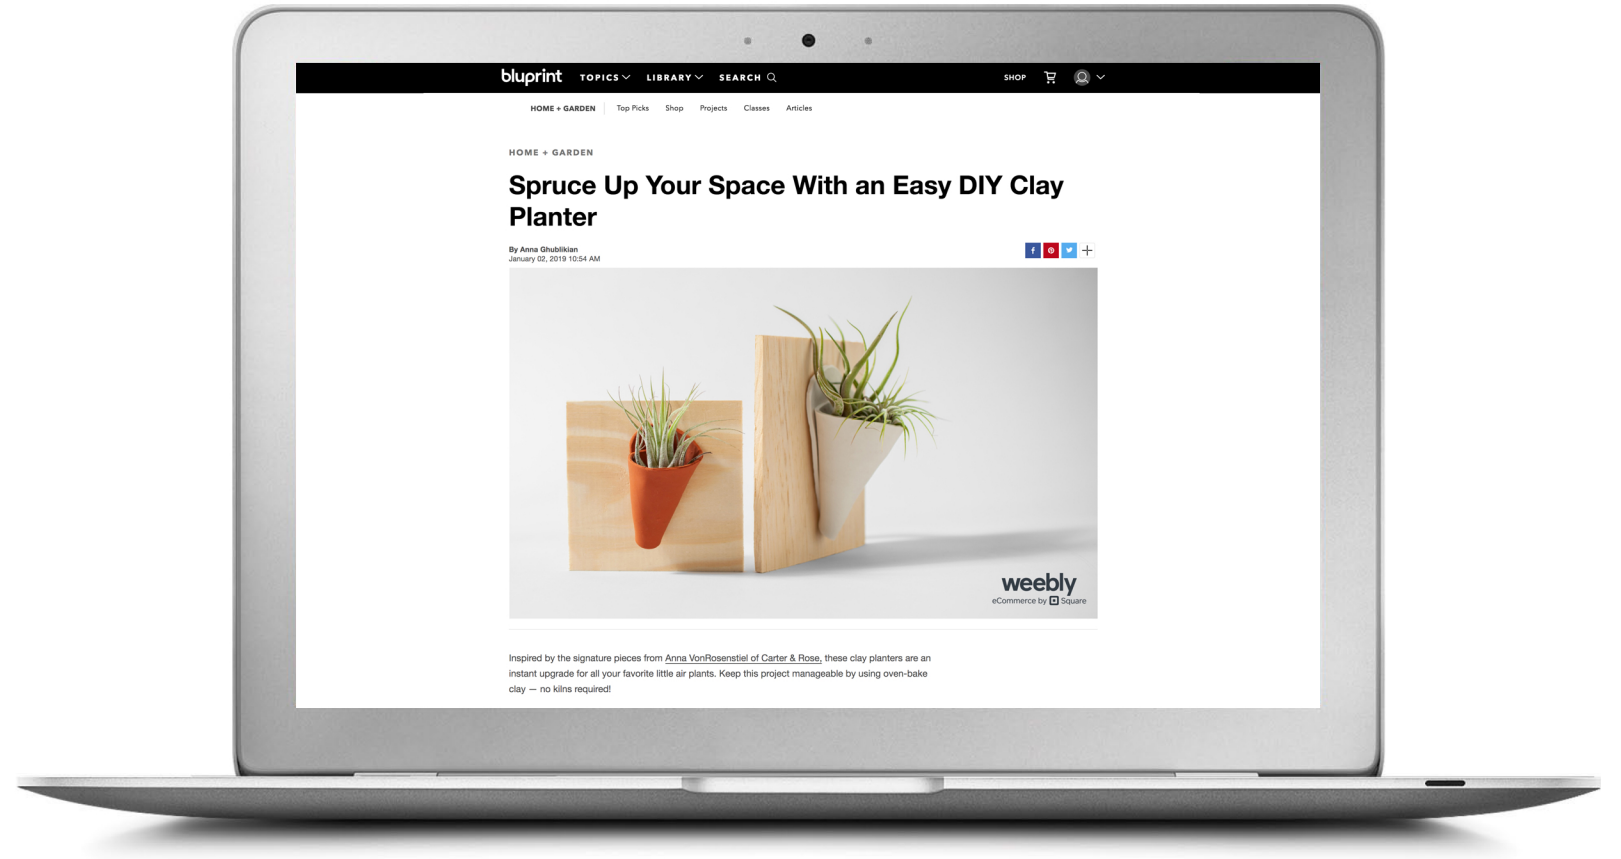 bluprint TOPICS LIBRARY SEARCH SHOP
HOME + GARDEN Top Picks Shop Projects Classes Articles
HOME + GARDEN
Spruce Up Your Space With an Easy DIY Clay
Planter
By Anna Ghublikian
January 02, 2019 10:54 AM
weebly
eCommerce by Square
Inspired by the signature pieces from Anna VonRosenstiel of Carter & Rose, these clay planters are an
instant upgrade for all your favorite little air plants. Keep this project manageable by using oven-bake
clay — no kilns required!